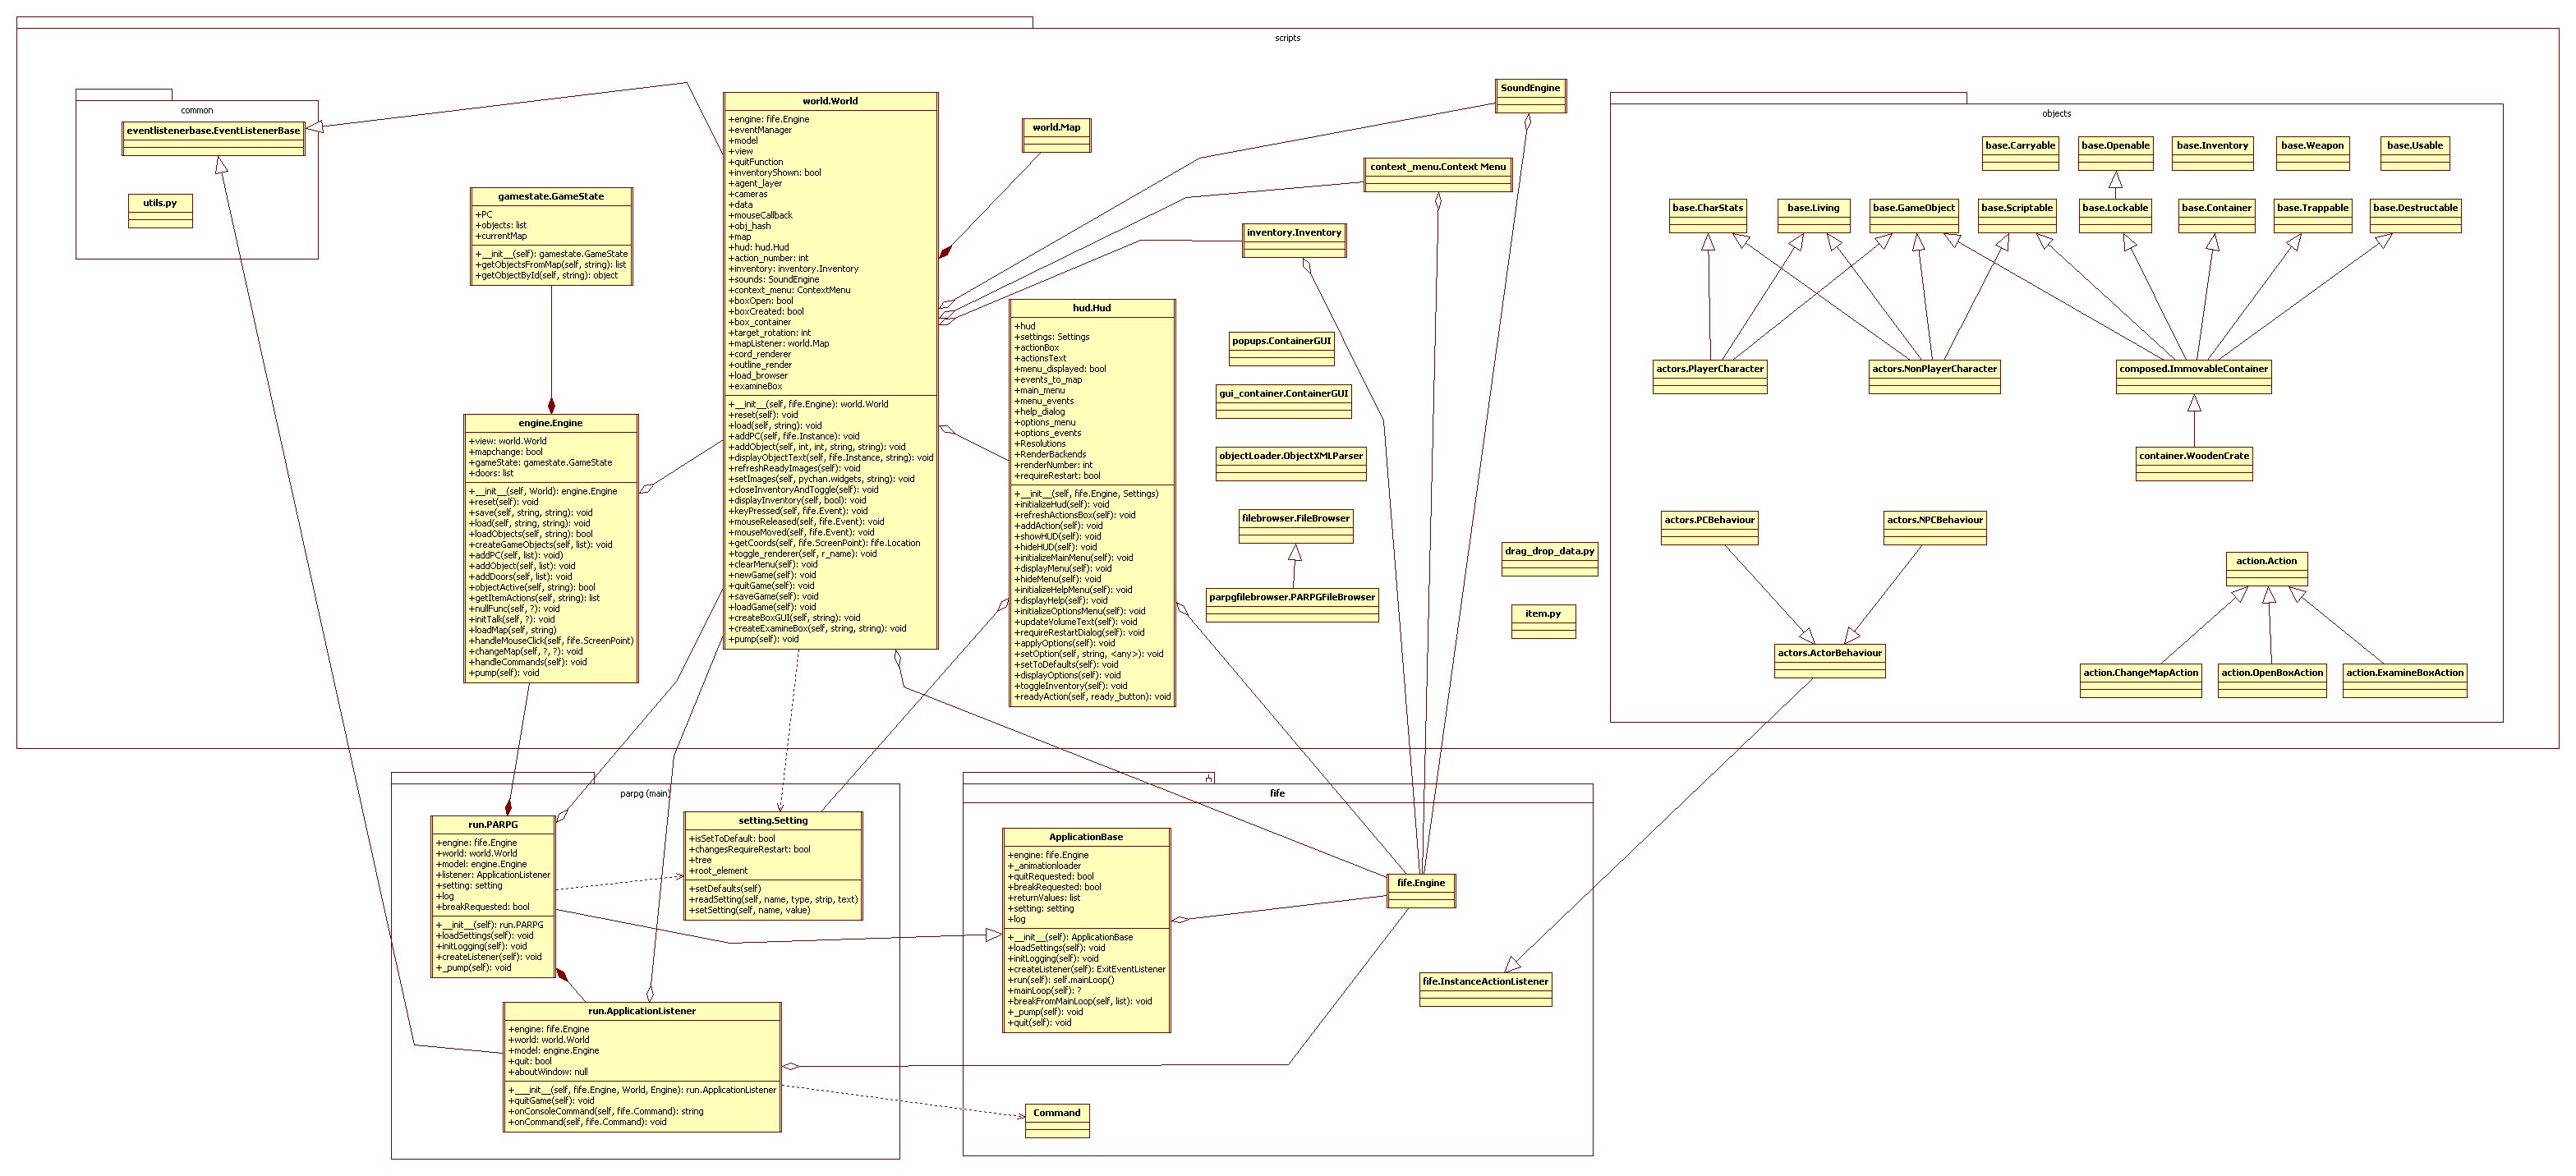 scripts
common
eventlistenerbase.EventListenerBase
utils.py
gamestate.GameState
+PC
+objects: list
+currentMap
+__init__(self): gamestate.GameState
+getObjectsFromMap(self, string): list
+getObjectById(self, string): object
engine.Engine
+view: world.World
+mapchange: bool
+gameState: gamestate.GameState
+doors: list
+__init__(self, World): engine.Engine
+reset(self): void
+save(self, string, string): void
+load(self, string, string): void
+loadObjects(self, string): bool
+createGameObjects(self, list): void
+addPC(self, list): void)
+addObject(self, list): void
+addDoors(self, list): void
+objectActive(self, string): bool
+getItemActions(self, string): list
+nullFunc(self, ?): void
+initTalk(self, ?): void
+loadMap(self, string)
+handleMouseClick(self, fife.ScreenPoint)
+changeMap(self, ?, ?): void
+handleCommands(self): void
+pump(self): void
world.World
+engine: fife.Engine
+eventManager
+model
+view
+quitFunction
+inventoryShown: bool
+agent_layer
+cameras
+data
+mouseCallback
+obj_hash
+map
+hud: hud.Hud
+action_number: int
+inventory: inventory.Inventory
+sounds: SoundEngine
+context_menu: ContextMenu
+boxOpen: bool
+boxCreated: bool
+box_container
+target_rotation: int
+mapListener: world.Map
+cord_renderer
+outline_render
+load_browser
+examineBox
+__init__(self, fife.Engine): world.World
+reset(self): void
+load(self, string): void
+addPC(self, fife.Instance): void
+addObject(self, int, int, string, string): void
+displayObjectText(self, fife.Instance, string): void
+refreshReadyImages(self): void
+setImages(self, pychan.widgets, string): void
+closeInventoryAndToggle(self): void
+displayInventory(self, bool): void
+keyPressed(self, fife.Event): void
+mouseReleased(self, fife.Event): void
+mouseMoved(self, fife.Event): void
+getCoords(self, fife.ScreenPoint): fife.Location
+toggle_renderer(self, r_name): void
+clearMenu(self): void
+newGame(self): void
+quitGame(self): void
+saveGame(self): void
+loadGame(self): void
+createBoxGUI(self, string): void
+createExamineBox(self, string, string): void
+pump(self): void
world.Map
SoundEngine
context_menu.Context Menu
inventory.Inventory
hud.Hud
+hud
+settings: Settings
+actionBox
+actionsText
+menu_displayed: bool
+events_to_map
+main_menu
+menu_events
+help_dialog
+options_menu
+options_events
+Resolutions
+RenderBackends
+renderNumber: int
+requireRestart: bool
+__init__(self, fife.Engine, Settings)
+initializeHud(self): void
+refreshActionsBox(self): void
+addAction(self): void
+showHUD(self): void
+hideHUD(self): void
+initializeMainMenu(self): void
+displayMenu(self): void
+hideMenu(self): void
+initializeHelpMenu(self): void
+displayHelp(self): void
+initializeOptionsMenu(self): void
+updateVolumeText(self): void
+requireRestartDialog(self): void
+applyOptions(self): void
+setOption(self, string, <any>): void
+setToDefaults(self): void
+displayOptions(self): void
+toggleInventory(self): void
+readyAction(self, ready_button): void
popups.ContainerGUI
gui_container.ContainerGUI
objectLoader.ObjectXMLParser
filebrowser.FileBrowser
parpgfilebrowser.PARPGFileBrowser
drag_drop_data.py
item.py
objects
base.Carryable
base.Openable
base.Inventory
base.Weapon
base.Usable
base.CharStats
base.Living
base.GameObject
base.Scriptable
base.Lockable
base.Container
base.Trappable
base.Destructable
actors.PlayerCharacter
actors.NonPlayerCharacter
composed.ImmovableContainer
container.WoodenCrate
actors.PCBehaviour
actors.NPCBehaviour
action.Action
actors.ActorBehaviour
action.ChangeMapAction
action.OpenBoxAction
action.ExamineBoxAction
parpg (main)
run.PARPG
+engine: fife.Engine
+world: world.World
+model: engine.Engine
+listener: ApplicationListener
+setting: setting
+log
+breakRequested: bool
+__init__(self): run.PARPG
+loadSettings(self): void
+initLogging(self): void
+createListener(self): void
+_pump(self): void
setting.Setting
+isSetToDefault: bool
+changesRequireRestart: bool
+tree
+root_element
+setDefaults(self)
+readSetting(self, name, type, strip, text)
+setSetting(self, name, value)
run.ApplicationListener
+engine: fife.Engine
+world: world.World
+model: engine.Engine
+quit: bool
+aboutWindow: null
+___init__(self, fife.Engine, World, Engine): run.ApplicationListener
+quitGame(self): void
+onConsoleCommand(self, fife.Command): string
+onCommand(self, fife.Command): void
fife
ApplicationBase
+engine: fife.Engine
+_animationloader
+quitRequested: bool
+breakRequested: bool
+returnValues: list
+setting: setting
+log
+__init__(self): ApplicationBase
+loadSettings(self): void
+initLogging(self): void
+createListener(self): ExitEventListener
+run(self): self.mainLoop()
+mainLoop(self): ?
+breakFromMainLoop(self, list): void
+_pump(self): void
+quit(self): void
fife.Engine
fife.InstanceActionListener
Command